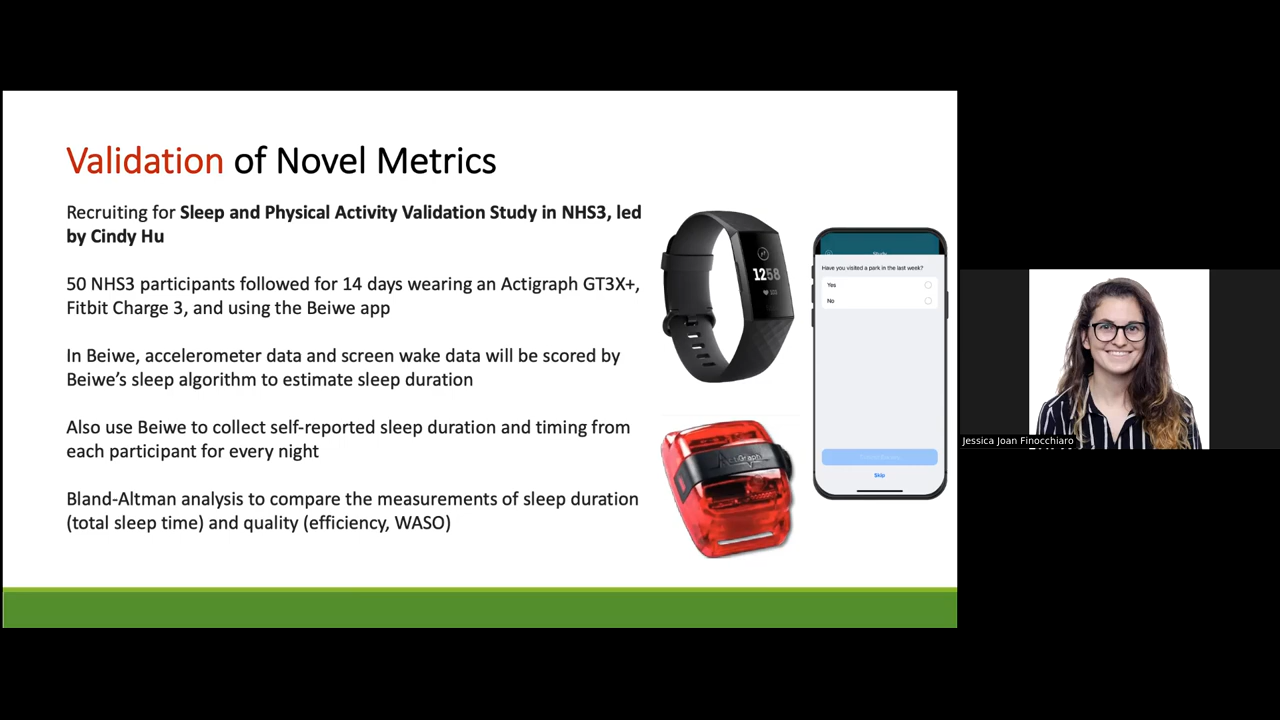 Validation of Novel Metrics
Recruiting for Sleep and Physical Activity Validation Study in NHS3, led
by Cindy Hu
50 NHS3 participants followed for 14 days wearing an Actigraph GT3X+,
Fitbit Charge 3, and using the Beiwe app
In Beiwe, accelerometer data and screen wake data will be scored by
Beiwe’s sleep algorithm to estimate sleep duration
Also use Beiwe to collect self-reported sleep duration and timing from
each participant for every night
Bland-Altman analysis to compare the measurements of sleep duration
(total sleep time) and quality (efficiency, WASO)
1258
ActiGraph
Study
Have you visited a park in the last week?
Yes
No
Skip
Jessica Joan Finocchiaro